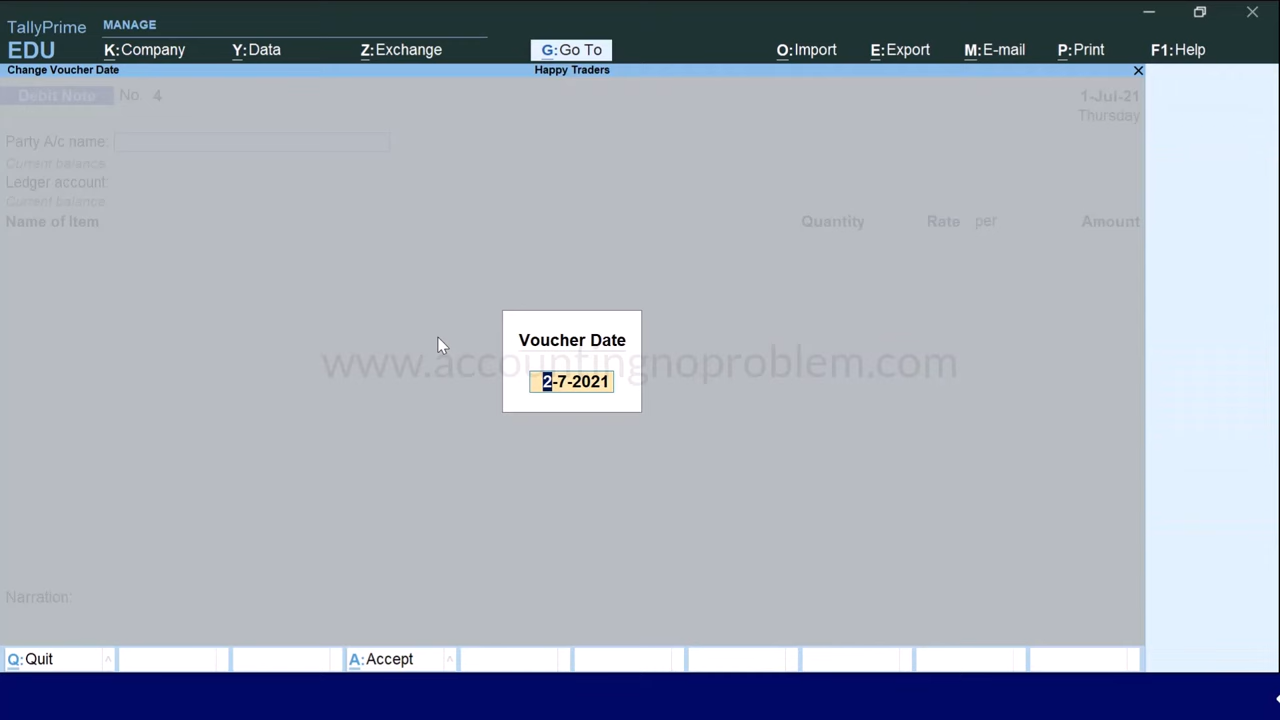 TallyPrime
EDU
MANAGE
K:Company
Y:Data
Z:Exchange
G:Go To
O:Import
E:Export
M:E-mail
P:Print
F1:Help
Change Voucher Date
Happy Traders
Debit Note
No. 4
1-Jul-21
Thursday
Party A/c name:
Current balance:
Ledger account:
Current balance:
Name of Item
Quantity
Rate per
Amount
Voucher Date
www.accountingnoproblem.com
2-7-2021
Narration:
Q:Quit
A:Accept